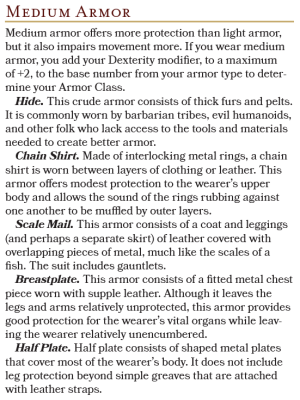 Medium Armor
Medium armor offers more protection than light armor,
but it also impairs movement more. If you wear medium
armor, you add your Dexterity modifier, to a maximum
of +2, to the base number from your armor type to deter-
mine your Armor Class.
Hide. This crude armor consists of thick furs and pelts.
It is commonly worn by barbarian tribes, evil humanoids,
and other folk who lack access to the tools and materials
needed to create better armor.
Chain Shirt. Made of interlocking metal rings, a chain
shirt is worn between layers of clothing or leather. This
armor offers modest protection to the wearer's upper
body and allows the sound of the rings rubbing against
one another to be muffled by outer layers.
Scale Mail. This armor consists of a coat and leggings
(and perhaps a separate skirt) of leather covered with
overlapping pieces of metal, much like the scales of a
fish. The suit includes gauntlets.
Breastplate. This armor consists of a fitted metal chest
piece worn with supple leather. Although it leaves the
legs and arms relatively unprotected, this armor provides
good protection for the wearer's vital organs while leav-
ing the wearer relatively unencumbered.
Half Plate. Half plate consists of shaped metal plates
that cover most of the wearer's body. It does not include
leg protection beyond simple greaves that are attached
with leather straps.